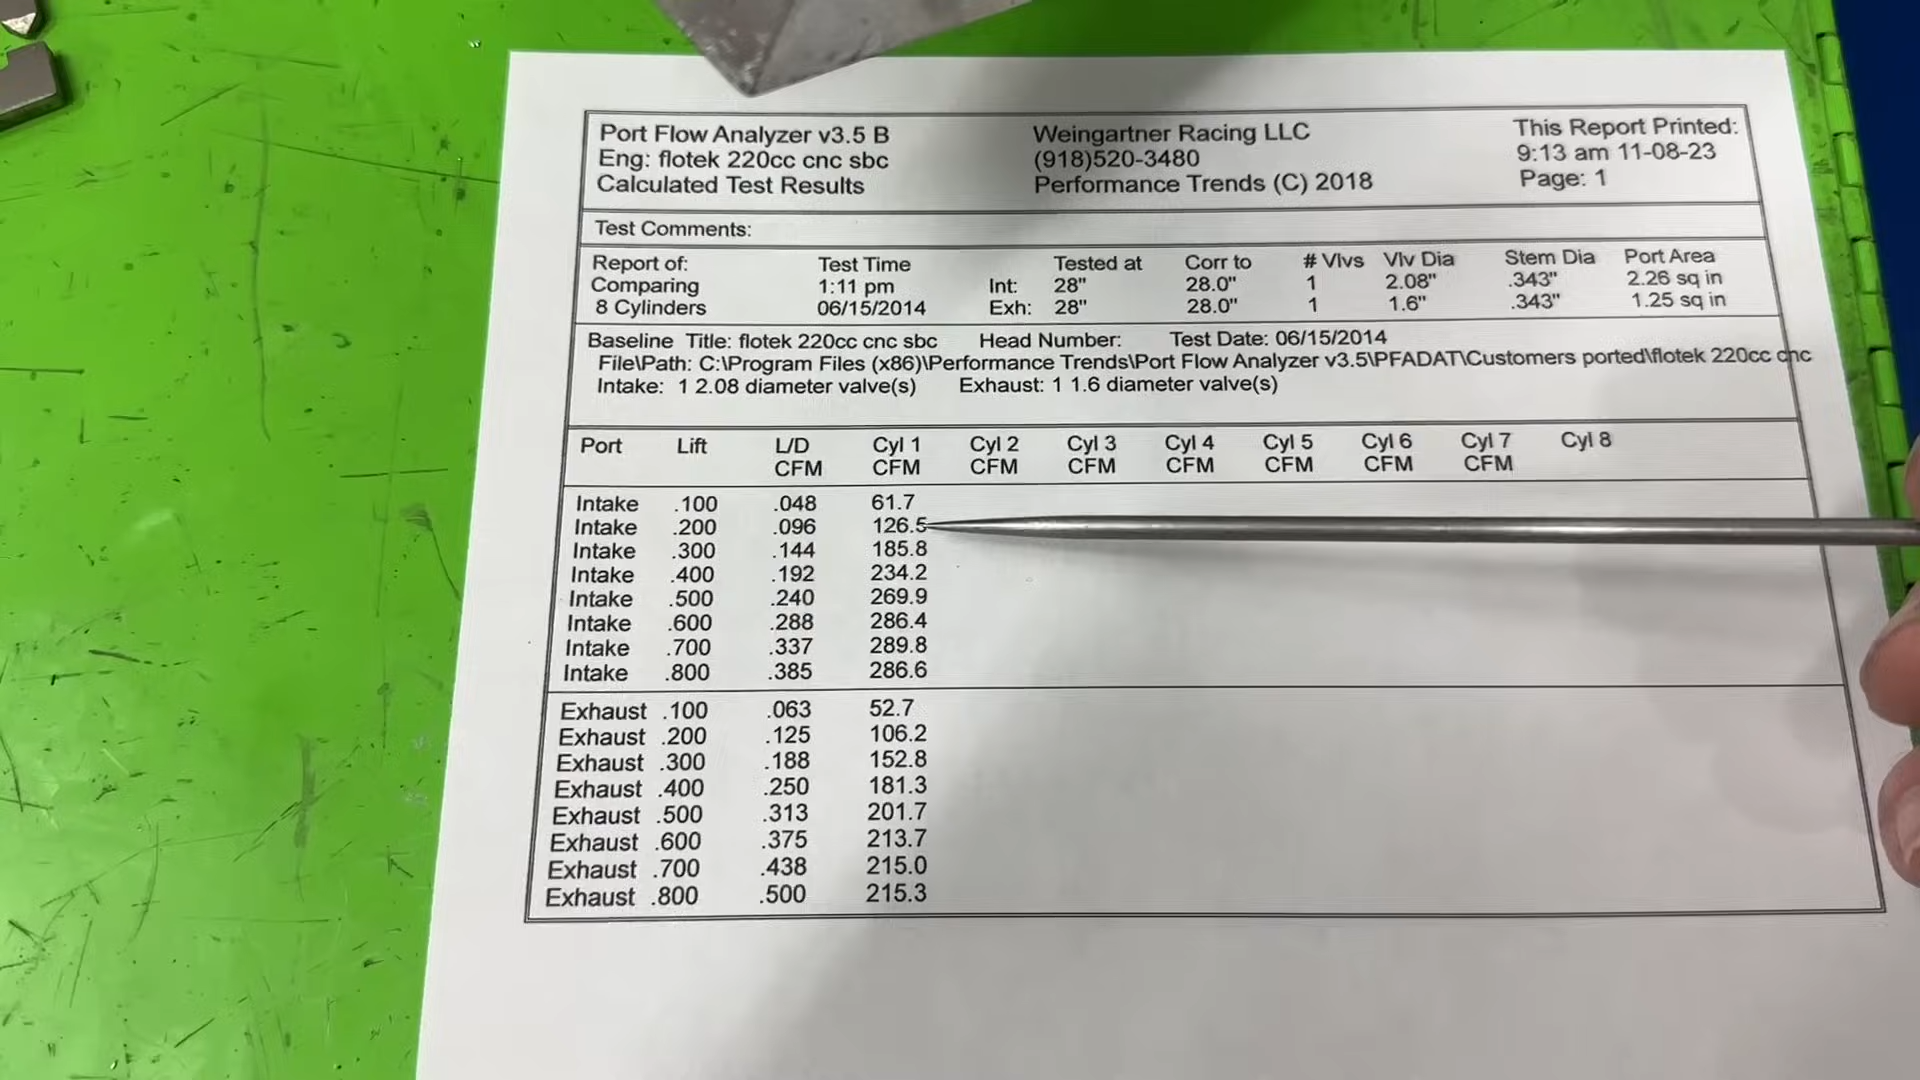 Port Flow Analyzer v3.5 B Weingartner Racing LLC This Report Printed:
Eng: flotek 220cc cnc sbc (918)520-3480 9:13 am 11-08-23
Calculated Test Results Performance Trends (C) 2018 Page: 1
Test Comments:
Report of: Test Time Tested at Corr to # Vlvs Vlv Dia Stem Dia Port Area
Comparing 1:11 pm Int: 28" 28.0" 1 2.08" .343" 2.26 sq in
8 Cylinders 06/15/2014 Exh: 28" 28.0" 1 1.6" .343" 1.25 sq in
Baseline Title: flotek 220cc cnc sbc Head Number: Test Date: 06/15/2014
File\Path: C:\Program Files (x86)\Performance Trends\Port Flow Analyzer v3.5\PFADAT\Customers ported\flotek 220cc cnc
Intake: 1 2.08 diameter valve(s) Exhaust: 1 1.6 diameter valve(s)
Port Lift L/D Cyl 1 Cyl 2 Cyl 3 Cyl 4 Cyl 5 Cyl 6 Cyl 7 Cyl 8
CFM CFM CFM CFM CFM CFM CFM CFM
Intake .100 .048 61.7
Intake .200 .096 126.5
Intake .300 .144 185.8
Intake .400 .192 234.2
Intake .500 .240 269.9
Intake .600 .288 286.4
Intake .700 .337 289.8
Intake .800 .385 286.6
Exhaust .100 .063 52.7
Exhaust .200 .125 106.2
Exhaust .300 .188 152.8
Exhaust .400 .250 181.3
Exhaust .500 .313 201.7
Exhaust .600 .375 213.7
Exhaust .700 .438 215.0
Exhaust .800 .500 215.3